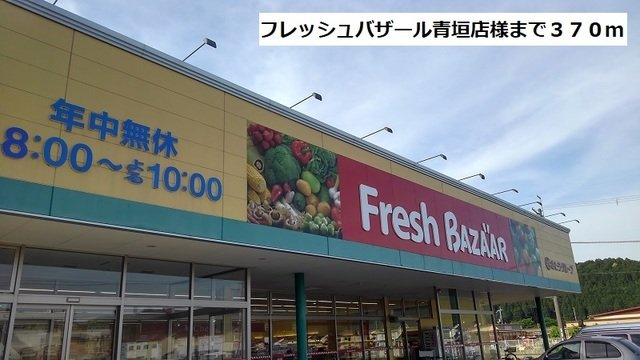 フレッシュバザール青垣店様まで３７０ｍ
年中無休
8:00～よる10:00
Fresh BAZAAR